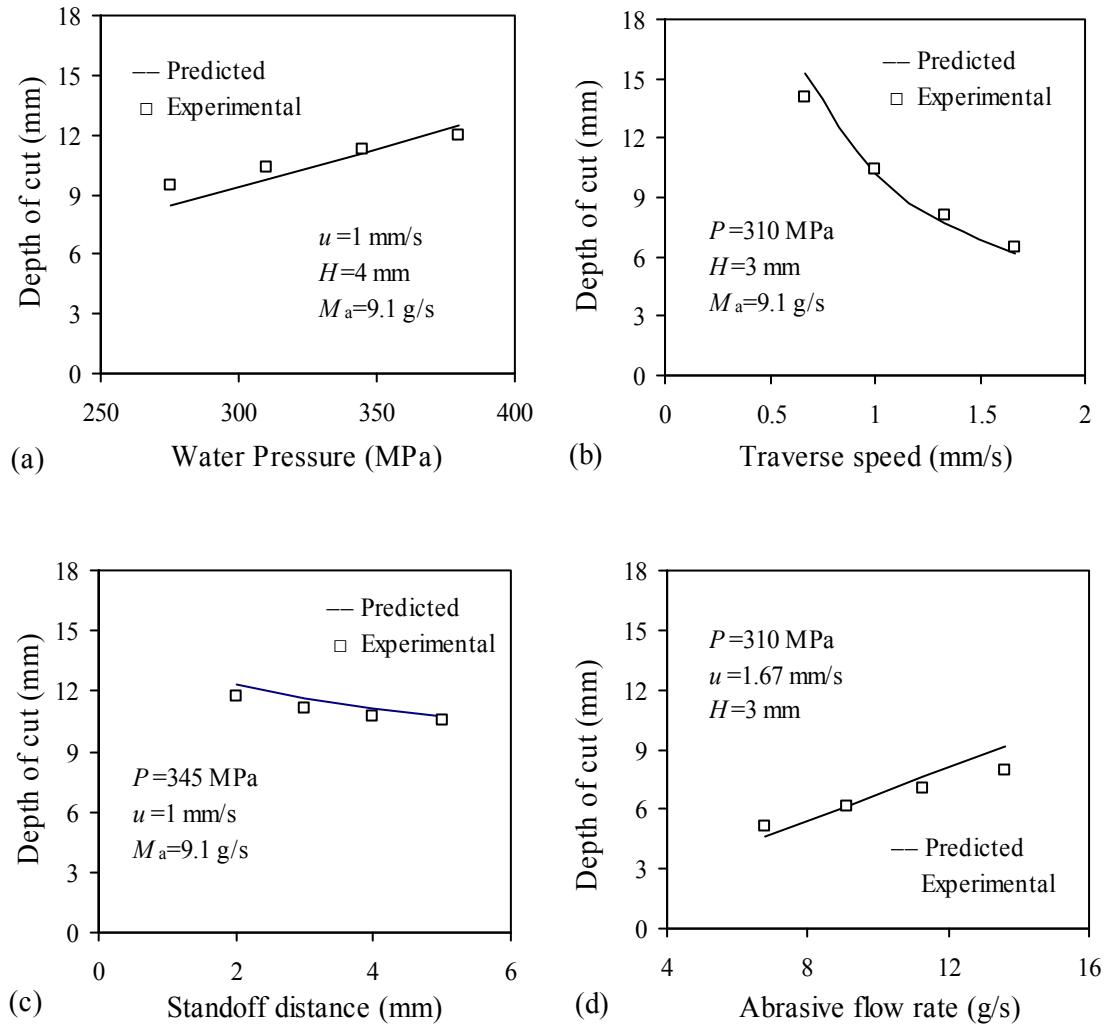 18
15
12
9
6
3
0
Depth of cut (mm)
— Predicted
□ Experimental
u =1 mm/s
H=4 mm
Ma=9.1 g/s
250 300 350 400
(a) Water Pressure (MPa)
18
15
12
9
6
3
0
Depth of cut (mm)
— Predicted
□ Experimental
P=310 MPa
H=3 mm
Ma=9.1 g/s
0 0.5 1 1.5 2
(b) Traverse speed (mm/s)
18
15
12
9
6
3
0
Depth of cut (mm)
— Predicted
□ Experimental
P=345 MPa
u =1 mm/s
Ma=9.1 g/s
0 2 4 6
(c) Standoff distance (mm)
18
15
12
9
6
3
0
Depth of cut (mm)
P=310 MPa
u =1.67 mm/s
H=3 mm
— Predicted
Experimental
4 8 12 16
(d) Abrasive flow rate (g/s)